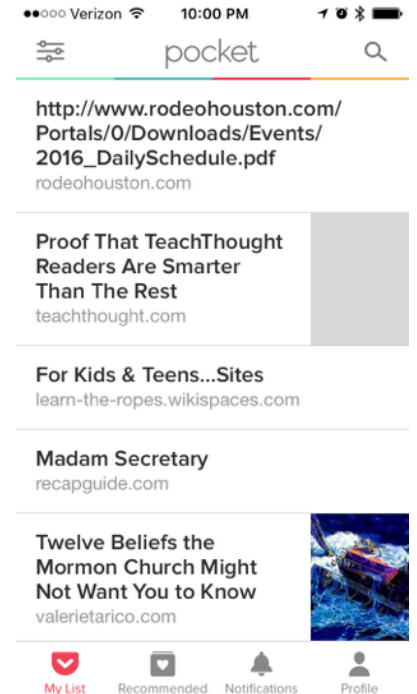 Verizon 10:00 PM
pocket
http://www.rodeohouston.com/
Portals/0/Downloads/Events/
2016_DailySchedule.pdf
rodeohouston.com
Proof That TeachThought
Readers Are Smarter
Than The Rest
teachthought.com
For Kids & Teens...Sites
learn-the-ropes.wikispaces.com
Madam Secretary
recapguide.com
Twelve Beliefs the
Mormon Church Might
Not Want You to Know
valerietarico.com
My List Recommended Notifications Profile